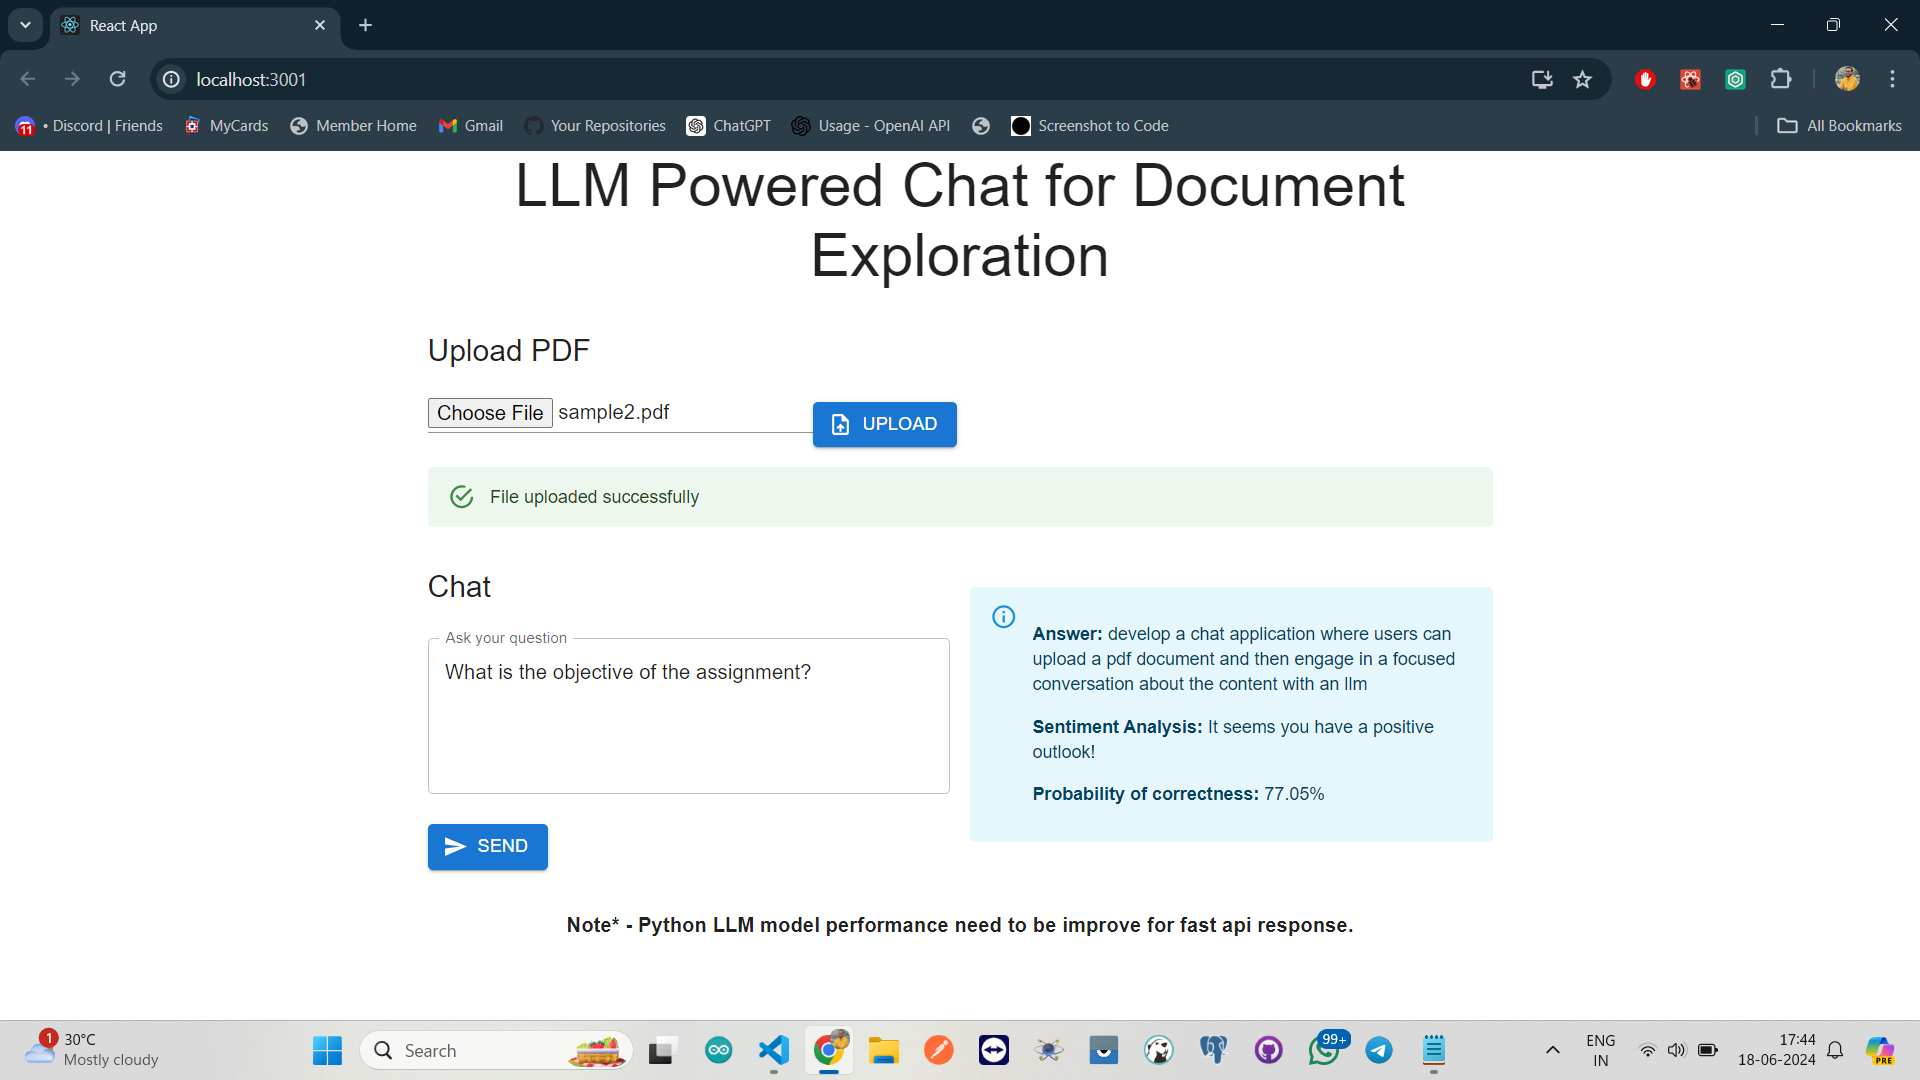 React App
localhost:3001
11
• Discord | Friends
MyCards
Member Home
Gmail
Your Repositories
ChatGPT
Usage - OpenAI API
Screenshot to Code
All Bookmarks
LLM Powered Chat for Document
Exploration
Upload PDF
Choose File sample2.pdf
UPLOAD
File uploaded successfully
Chat
Ask your question
What is the objective of the assignment?
SEND
Answer: develop a chat application where users can
upload a pdf document and then engage in a focused
conversation about the content with an llm
Sentiment Analysis: It seems you have a positive
outlook!
Probability of correctness: 77.05%
Note* - Python LLM model performance need to be improve for fast api response.
1
30°C
Mostly cloudy
Search
99+
ENG
IN
17:44
18-06-2024
PRE